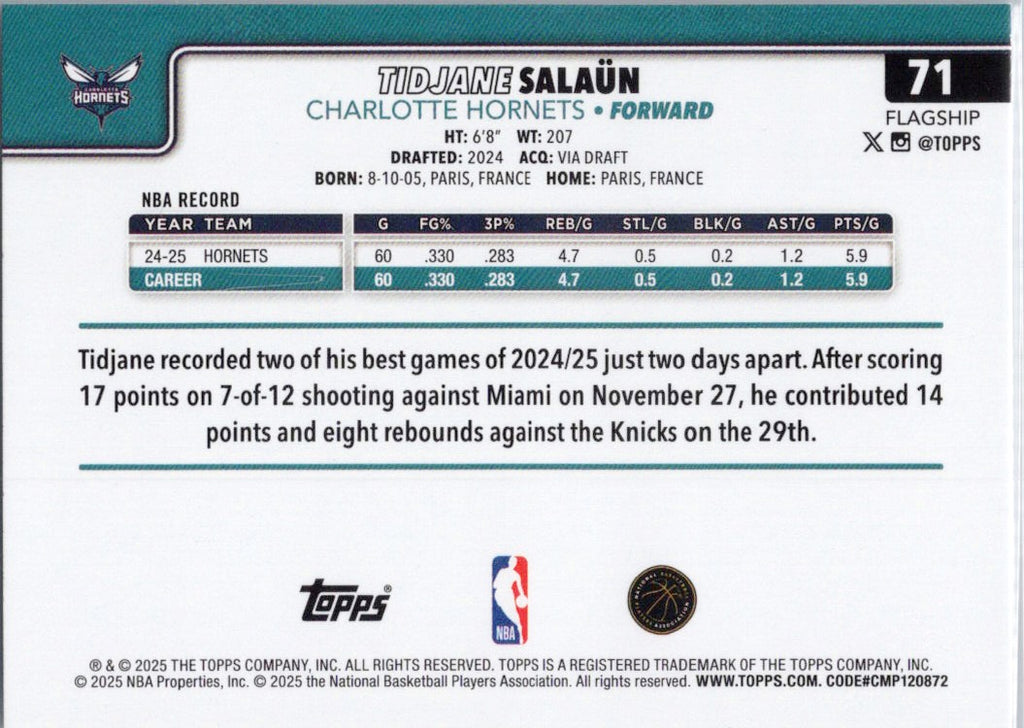 CHARLOTTE
HORNETS
TIDJANE SALAÜN
CHARLOTTE HORNETS • FORWARD
HT: 6'8" WT: 207
DRAFTED: 2024 ACQ: VIA DRAFT
BORN: 8-10-05, PARIS, FRANCE HOME: PARIS, FRANCE
71
FLAGSHIP
X @TOPPS
NBA RECORD
YEAR TEAM G FG% 3P% REB/G STL/G BLK/G AST/G PTS/G
24-25 HORNETS 60 .330 .283 4.7 0.5 0.2 1.2 5.9
CAREER 60 .330 .283 4.7 0.5 0.2 1.2 5.9
Tidjane recorded two of his best games of 2024/25 just two days apart. After scoring
17 points on 7-of-12 shooting against Miami on November 27, he contributed 14
points and eight rebounds against the Knicks on the 29th.
topps®
NBA
NATIONAL BASKETBALL PLAYERS ASSOCIATION
® & © 2025 THE TOPPS COMPANY, INC. ALL RIGHTS RESERVED. TOPPS IS A REGISTERED TRADEMARK OF THE TOPPS COMPANY, INC.
© 2025 NBA Properties, Inc. © 2025 the National Basketball Players Association. All rights reserved. WWW.TOPPS.COM. CODE#CMP120872